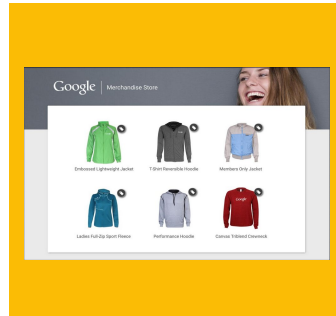 Google | Merchandise Store
Embossed Lightweight Jacket
T-Shirt Reversible Hoodie
Members Only Jacket
Ladies Full-Zip Sport Fleece
Performance Hoodie
Canvas Triblend Crewneck
Google